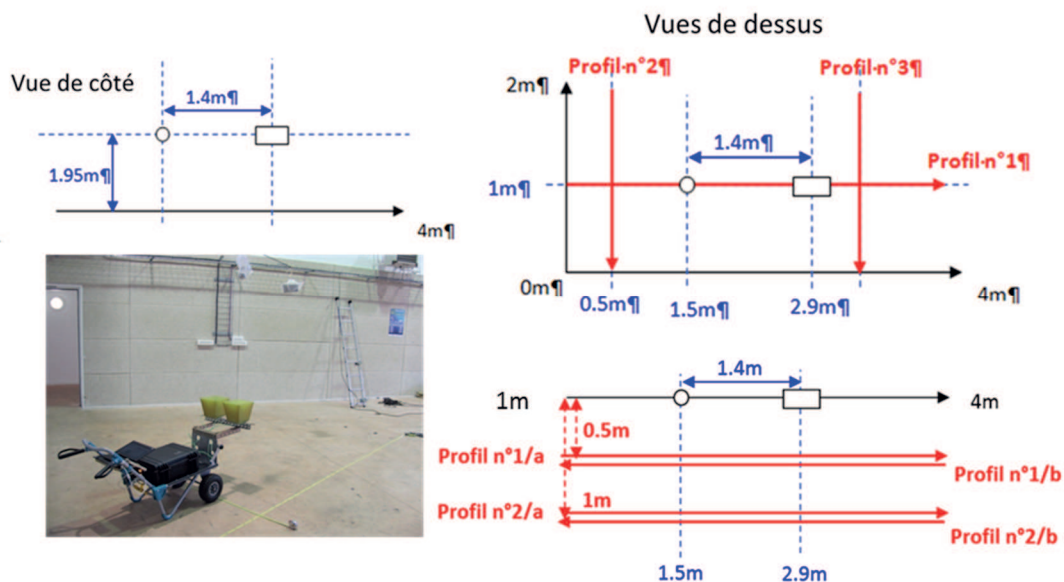 Vues de dessus
Vue de côté
1.4m¶
1.95m¶
4m¶
Profil·n°2¶
Profil·n°3¶
2m¶
1.4m¶
Profil·n°1¶
1m¶
0m¶
4m¶
0.5m¶
1.5m¶
2.9m¶
1.4m
1m
4m
0.5m
Profil n°1/a
Profil n°1/b
1m
Profil n°2/a
Profil n°2/b
1.5m
2.9m